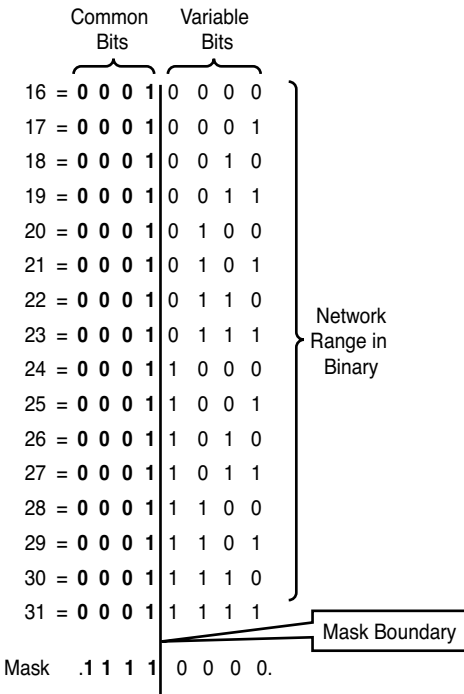 Common Bits
Variable Bits
16 = 0 0 0 1 0 0 0 0
17 = 0 0 0 1 0 0 0 1
18 = 0 0 0 1 0 0 1 0
19 = 0 0 0 1 0 0 1 1
20 = 0 0 0 1 0 1 0 0
21 = 0 0 0 1 0 1 0 1
22 = 0 0 0 1 0 1 1 0
23 = 0 0 0 1 0 1 1 1
24 = 0 0 0 1 1 0 0 0
25 = 0 0 0 1 1 0 0 1
26 = 0 0 0 1 1 0 1 0
27 = 0 0 0 1 1 0 1 1
28 = 0 0 0 1 1 1 0 0
29 = 0 0 0 1 1 1 0 1
30 = 0 0 0 1 1 1 1 0
31 = 0 0 0 1 1 1 1 1
Network
Range in
Binary
Mask Boundary
Mask .1 1 1 1 0 0 0 0.